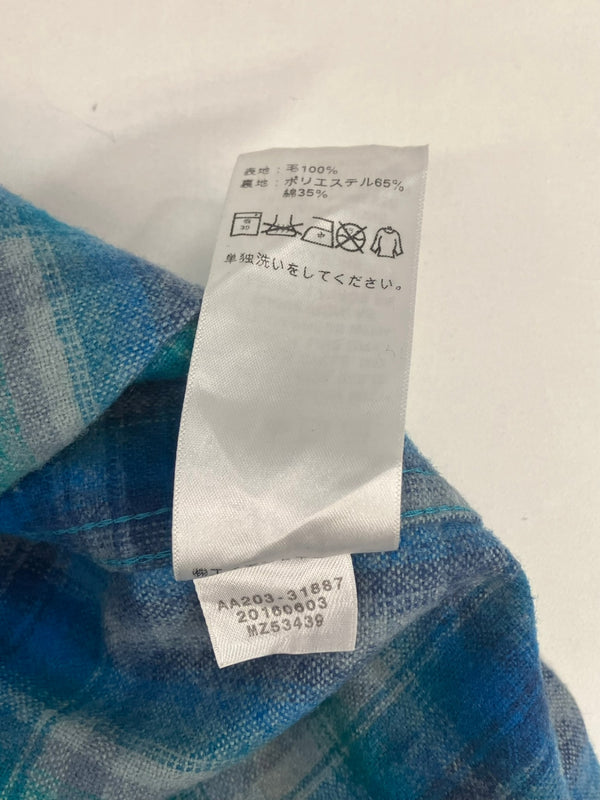 表地：毛100%
裏地：ポリエステル65%
綿35%
単独洗いをしてください。
AA203-31887
20160603
MZ53439